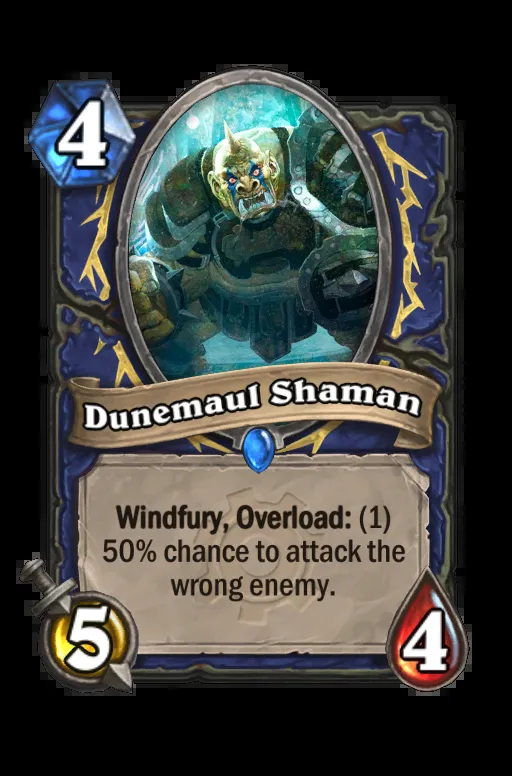 4
Dunemaul Shaman
Windfury, Overload: (1)
50% chance to attack the
wrong enemy.
5
4